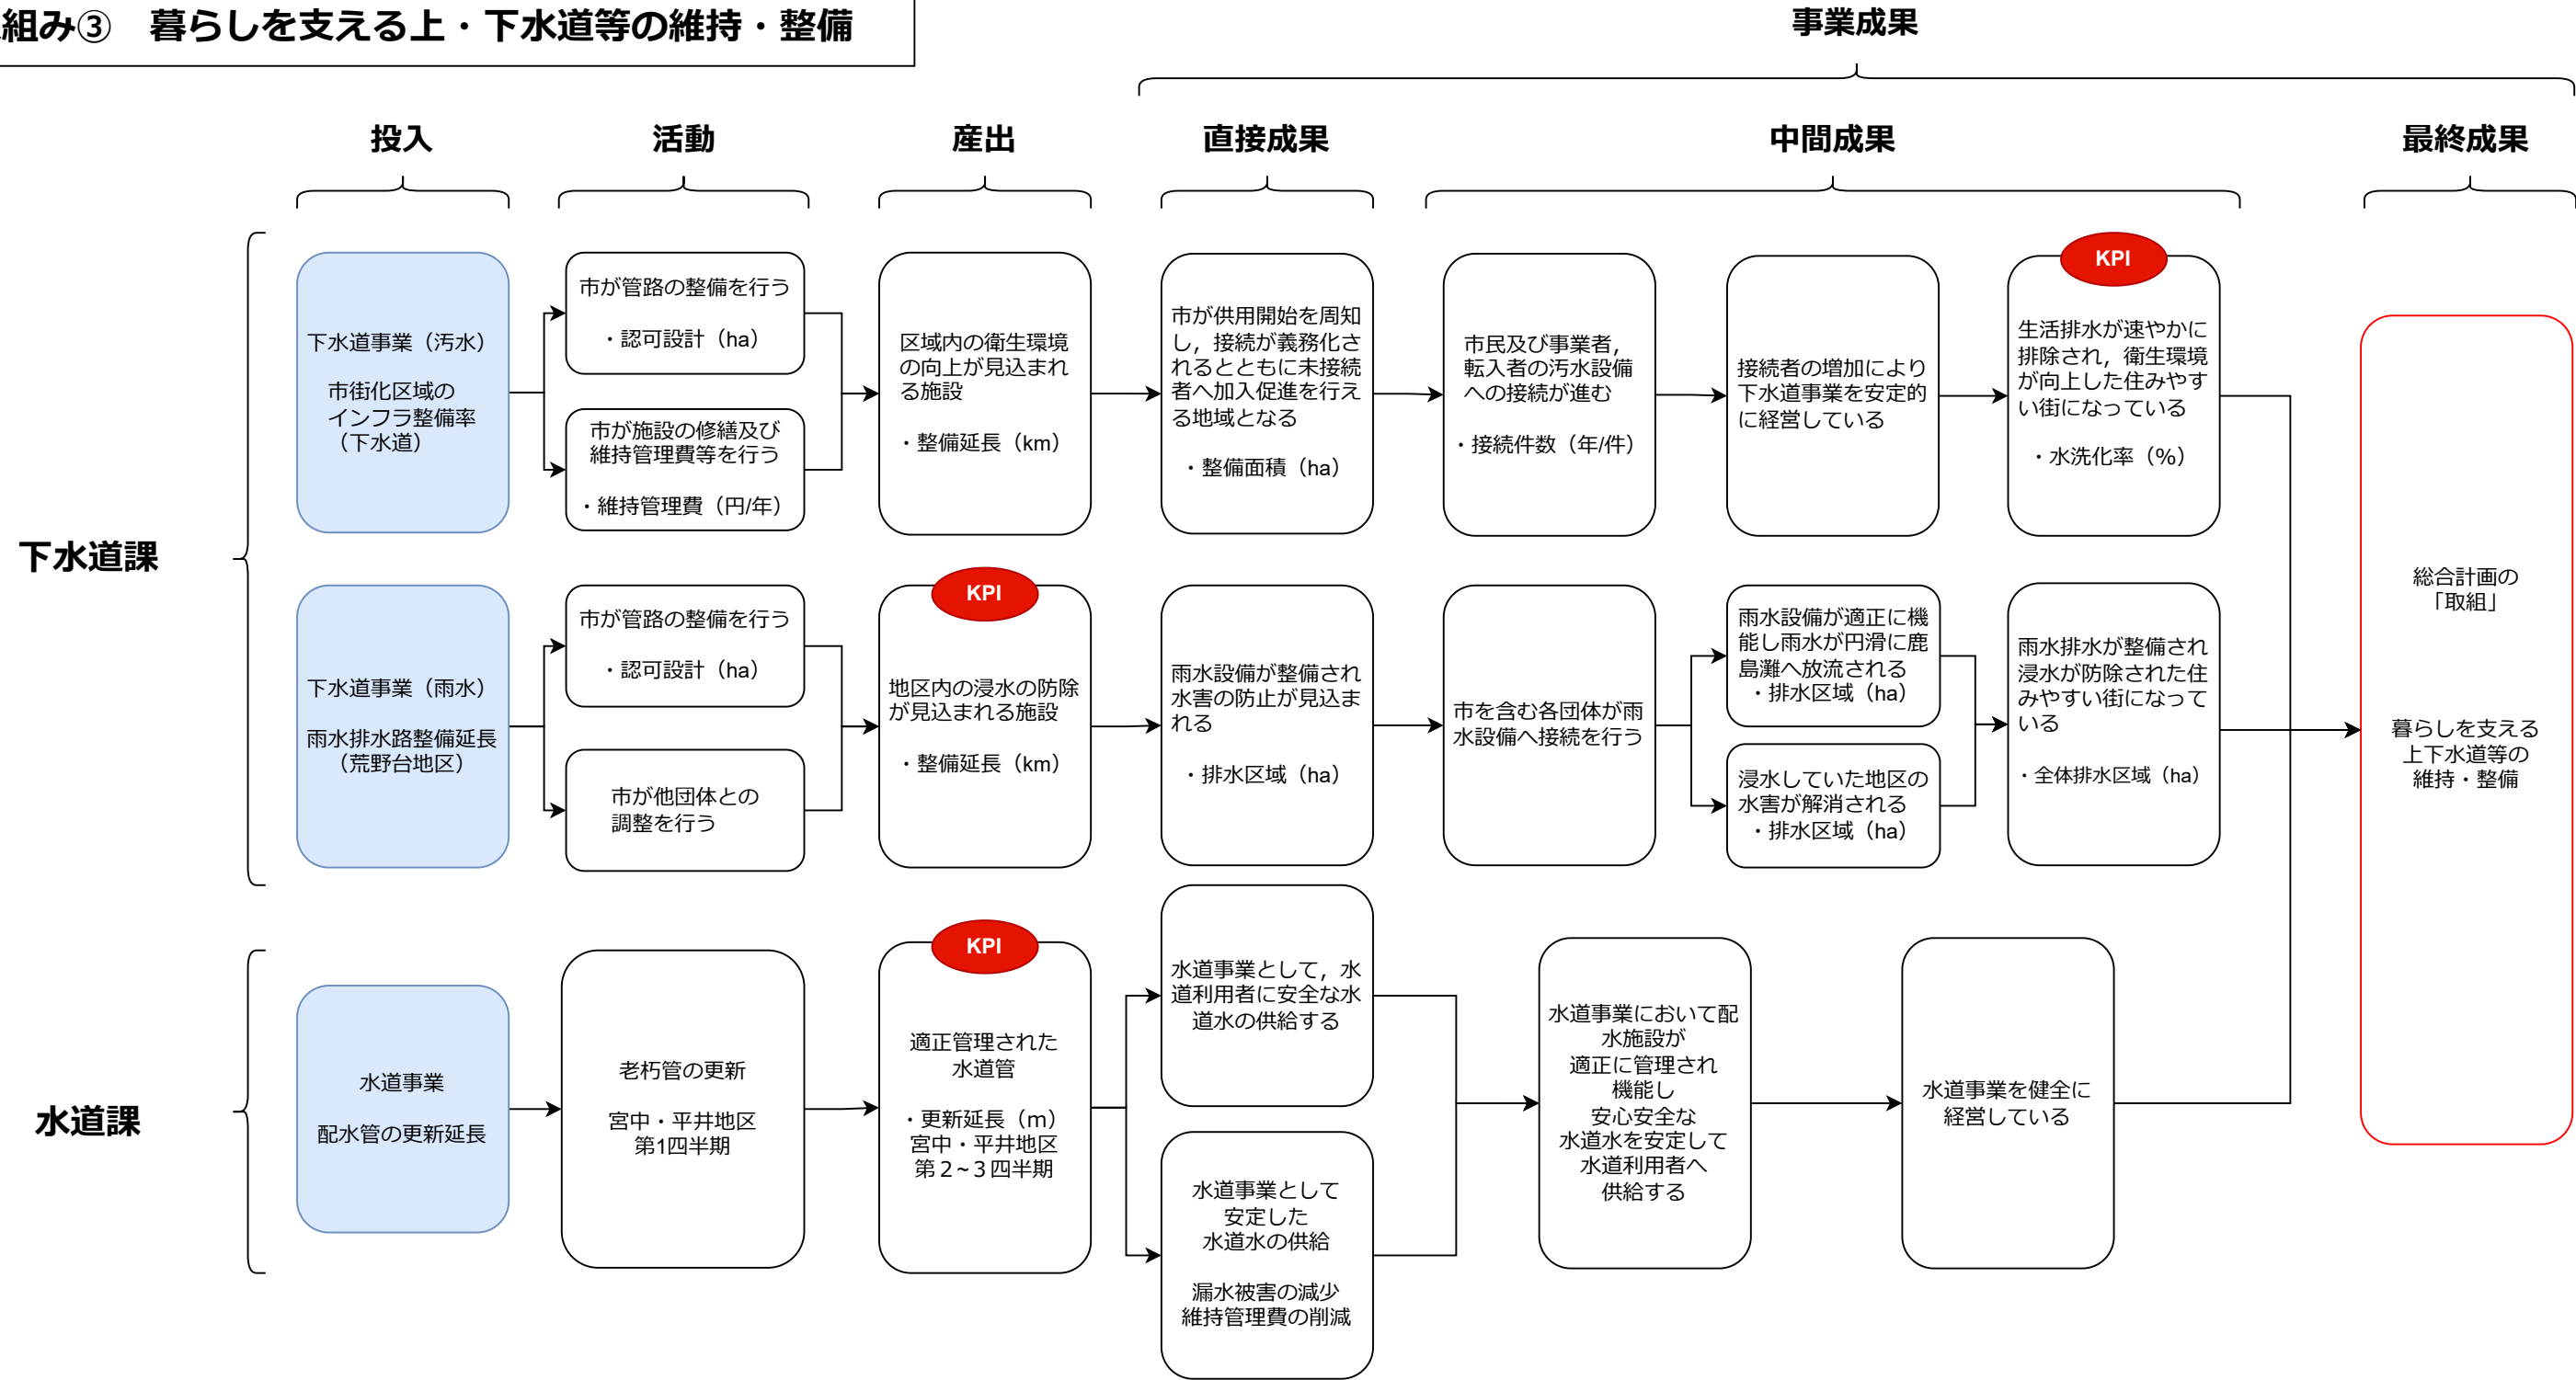 組み③　暮らしを支える上・下水道等の維持・整備
事業成果
投入
活動
産出
直接成果
中間成果
最終成果
下水道課
下水道事業（汚水）
市街化区域の
インフラ整備率
（下水道）
市が管路の整備を行う
・認可設計（ha）
市が施設の修繕及び
維持管理費等を行う
・維持管理費（円/年）
区域内の衛生環境
の向上が見込まれ
る施設
・整備延長（km）
市が供用開始を周知
し，接続が義務化さ
れるとともに未接続
者へ加入促進を行え
る地域となる
・整備面積（ha）
市民及び事業者，
転入者の汚水設備
への接続が進む
・接続件数（年/件）
接続者の増加により
下水道事業を安定的
に経営している
KPI
生活排水が速やかに
排除され，衛生環境
が向上した住みやす
い街になっている
・水洗化率（％）
下水道事業（雨水）
雨水排水路整備延長
（荒野台地区）
市が管路の整備を行う
・認可設計（ha）
市が他団体との
調整を行う
KPI
地区内の浸水の防除
が見込まれる施設
・整備延長（km）
雨水設備が整備され
水害の防止が見込ま
れる
・排水区域（ha）
市を含む各団体が雨
水設備へ接続を行う
雨水設備が適正に機
能し雨水が円滑に鹿
島灘へ放流される
・排水区域（ha）
浸水していた地区の
水害が解消される
・排水区域（ha）
雨水排水が整備され
浸水が防除された住
みやすい街になって
いる
・全体排水区域（ha）
総合計画の
「取組」
暮らしを支える
上下水道等の
維持・整備
水道課
水道事業
配水管の更新延長
老朽管の更新
宮中・平井地区
第1四半期
KPI
適正管理された
水道管
・更新延長（m）
宮中・平井地区
第２~３四半期
水道事業として，水
道利用者に安全な水
道水の供給する
水道事業として
安定した
水道水の供給
漏水被害の減少
維持管理費の削減
水道事業において配
水施設が
適正に管理され
機能し
安心安全な
水道水を安定して
水道利用者へ
供給する
水道事業を健全に
経営している